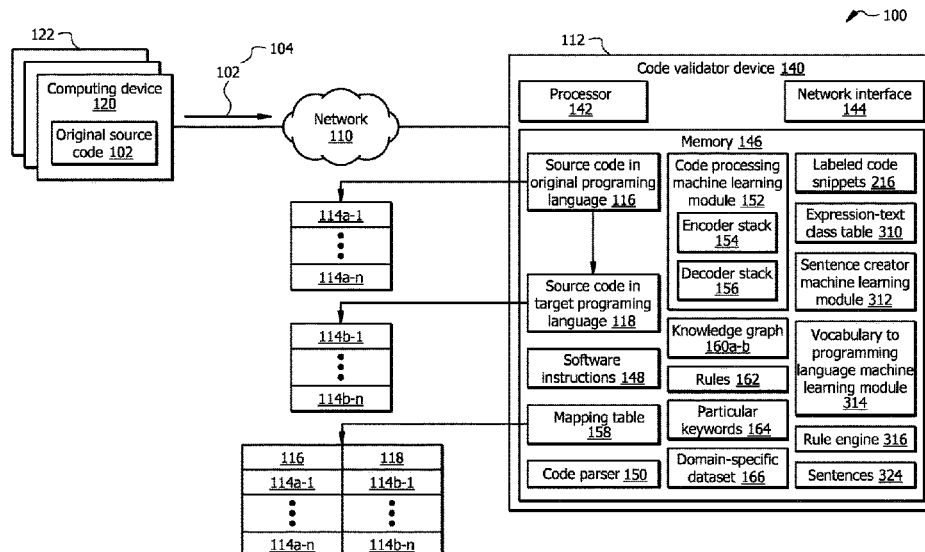 100
122
104
102
Computing device
120
Original source
code 102
Network
110
112
Code validator device 140
Processor
142
Network interface
144
Memory 146
Source code in
original programing
language 116
Source code in
target programing
language 118
Software
instructions 148
Mapping table
158
Code parser 150
Code processing
machine learning
module 152
Encoder stack
154
Decoder stack
156
Knowledge graph
160a-b
Rules 162
Particular
keywords 164
Domain-specific
dataset 166
Labeled code
snippets 216
Expression-text
class table 310
Sentence creator
machine learning
module 312
Vocabulary to
programming
language machine
learning module
314
Rule engine 316
Sentences 324
114a-1
114a-n
114b-1
114b-n
116 118
114a-1 114b-1
114a-n 114b-n